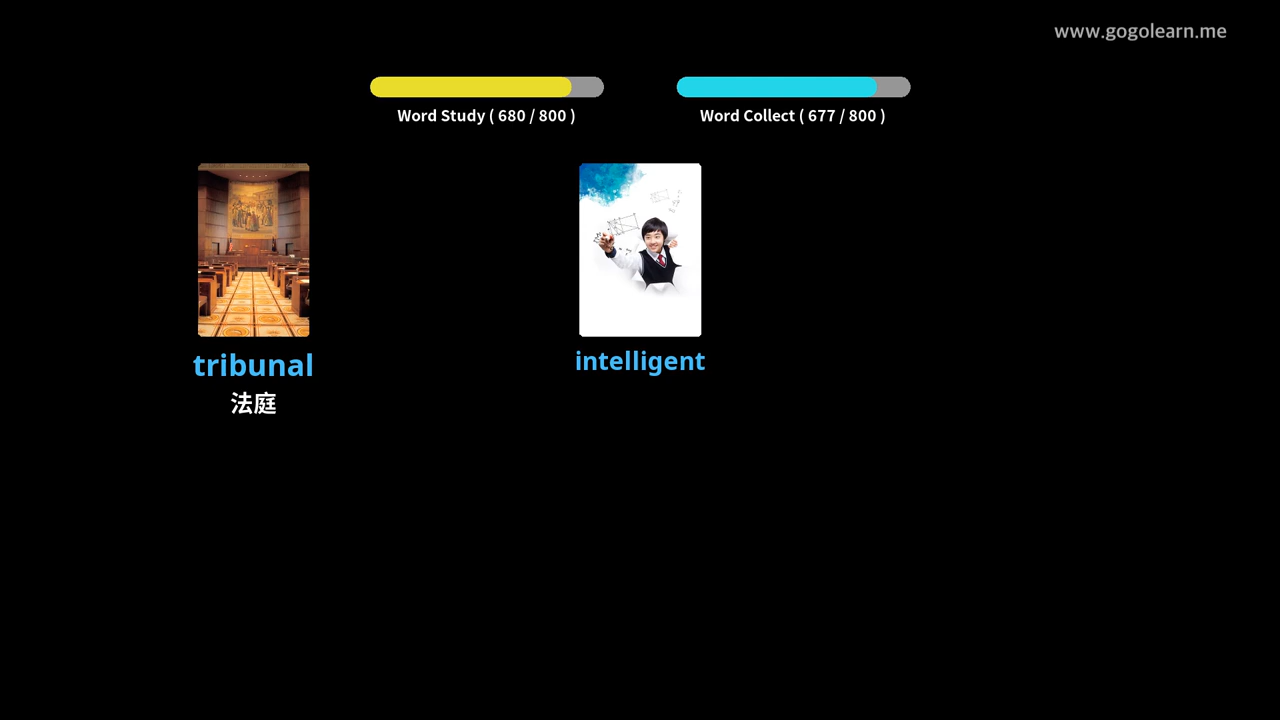 www.gogolearn.me
Word Study ( 680 / 800 )
Word Collect ( 677 / 800 )
tribunal
法庭
intelligent